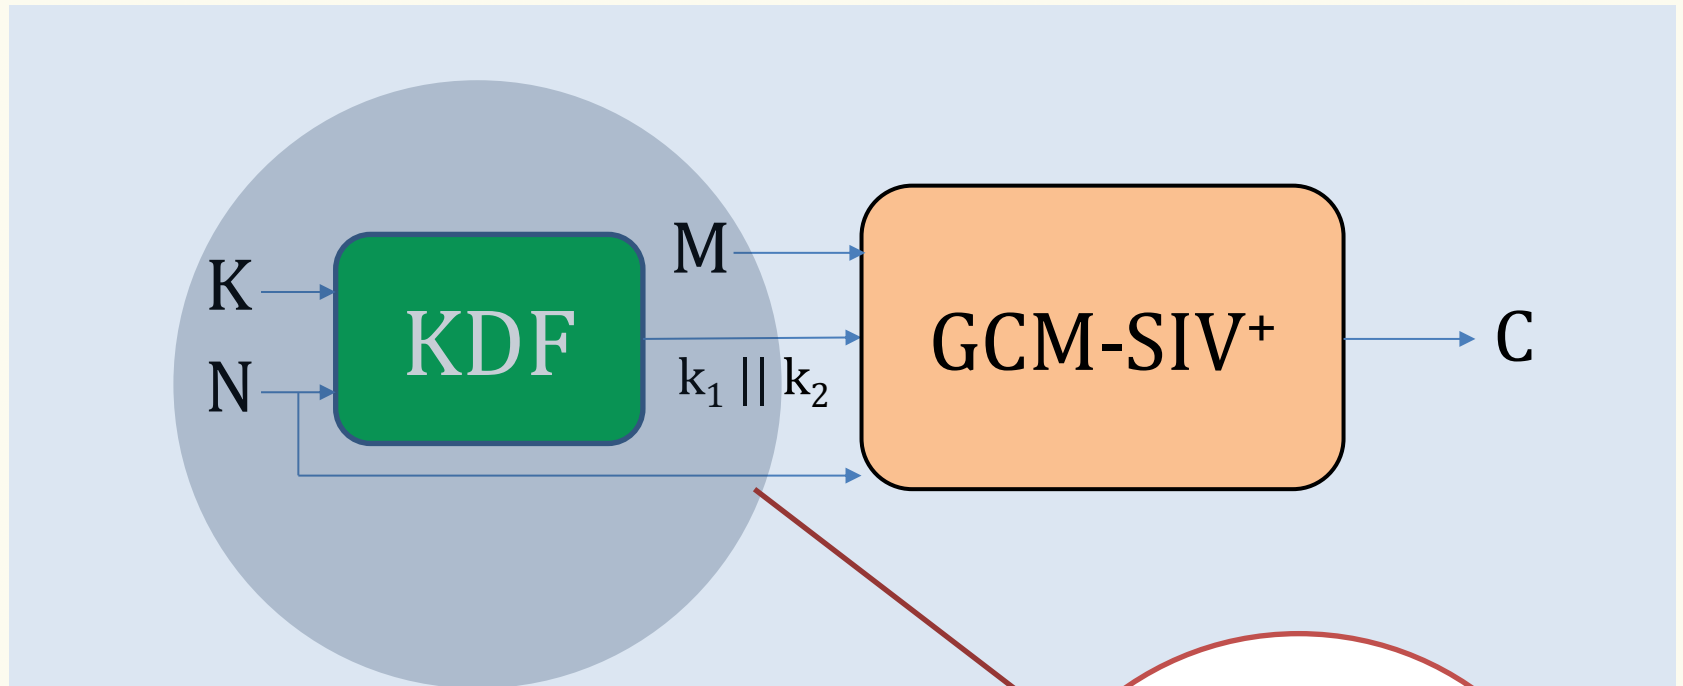 K
N
KDF
M
k₁ || k₂
GCM-SIV⁺
C